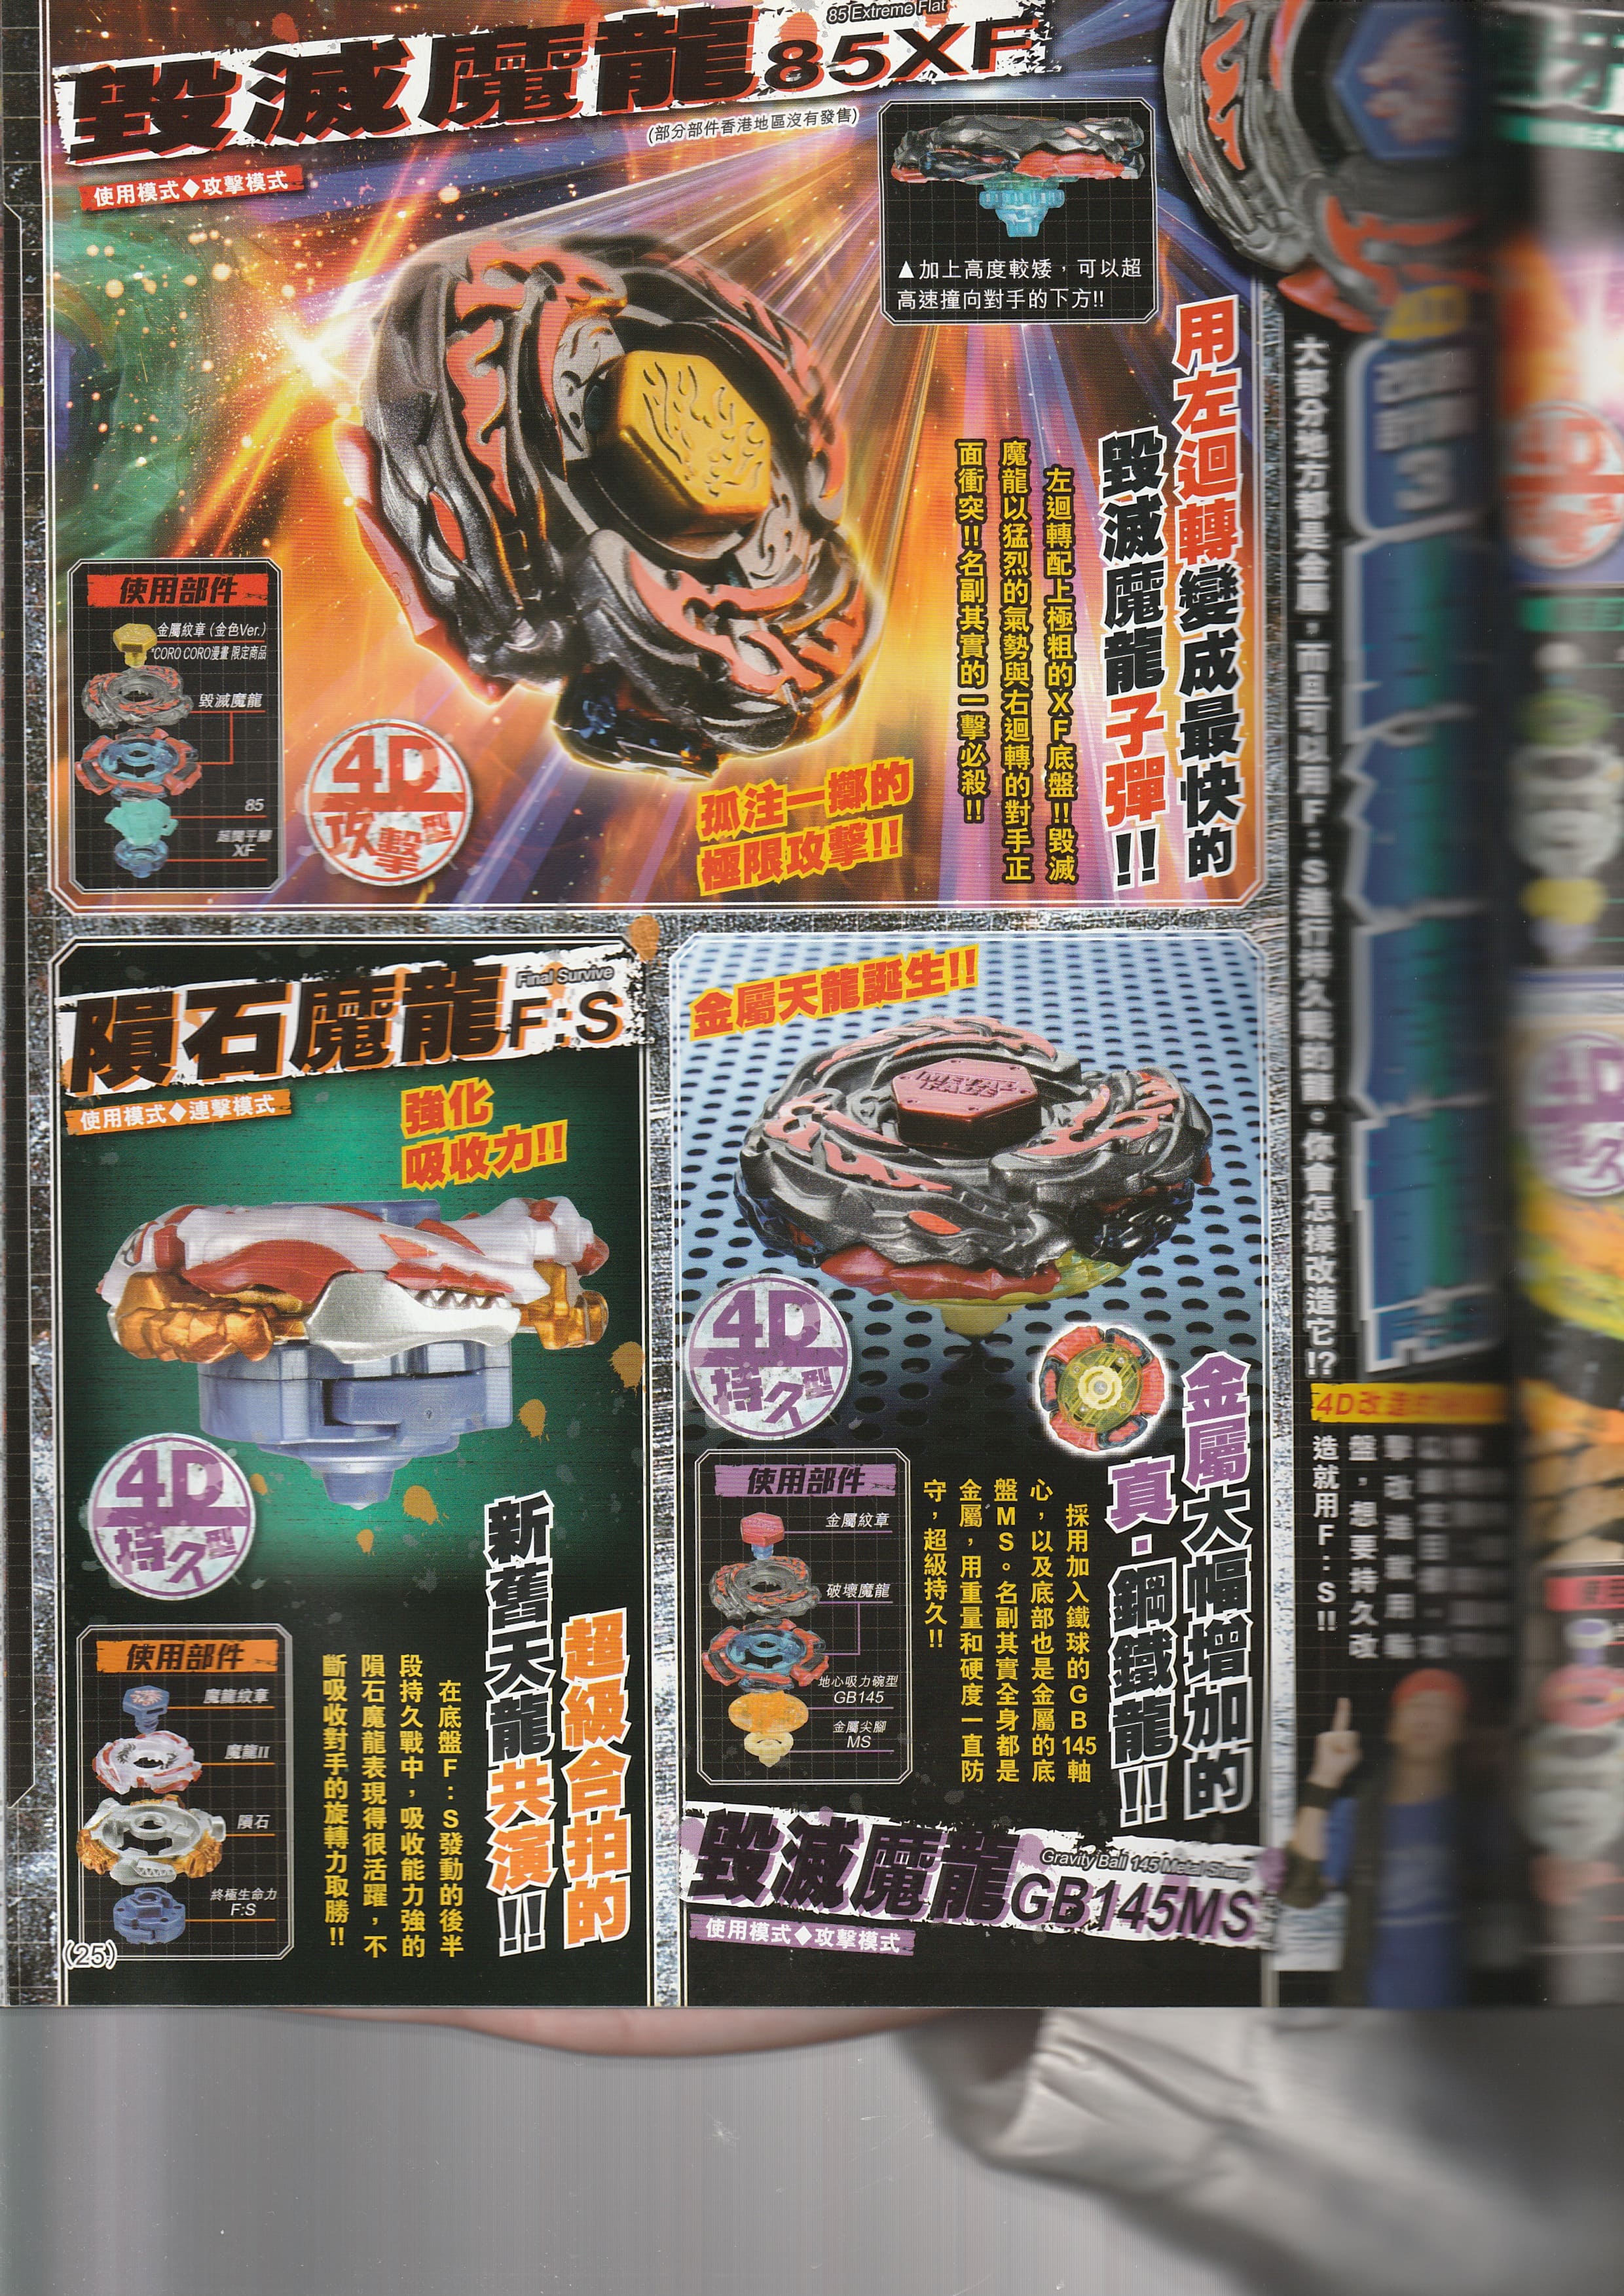 85 Extreme Flat
毀滅魔龍85XF
(部分部件香港地區沒有發售)
使用模式◆攻擊模式
▲加上高度較矮，可以超
高速撞向對手的下方!!
用左迴轉變成最快的
毀滅魔龍子彈!!
左迴轉配上極粗的XF底盤!!毀滅
魔龍以猛烈的氣勢與右迴轉的對手正
面衝突!!名副其實的一擊必殺!!
孤注一擲的
極限攻擊!!
使用部件
金屬紋章（金色Ver.）
*CORO CORO漫畫 限定商品
毀滅魔龍
85
XF
4D
攻擊型
大部分地方都是金屬，而且可以用F:S進行持久戰的龍。你會怎樣改造它!?
3
4D改造
盤，想要持久改
造就用F:S!!
Final Survive
隕石魔龍F:S
使用模式◆連擊模式
強化
吸收力!!
4D
持久型
超級合拍的
新舊天龍共演!!
在底盤F:S發動的後半
段持久戰中，吸收能力強的
隕石魔龍表現得很活躍，不
斷吸收對手的旋轉力取勝!!
使用部件
魔龍紋章
魔龍II
隕石
終極生命力
F:S
(25)
金屬天龍誕生!!
METAL
4D
持久型
金屬大幅增加的
真·鋼鐵龍!!
採用加入鐵球的GB145軸
心，以及底部也是金屬的底
盤MS。名副其實全身都是
金屬，用重量和硬度一直防
守，超級持久!!
使用部件
金屬紋章
破壞魔龍
地心吸力碗型
GB145
金屬尖腳
MS
Gravity Ball 145 Metal Sharp
毀滅魔龍GB145MS
使用模式◆攻擊模式
4D
4D